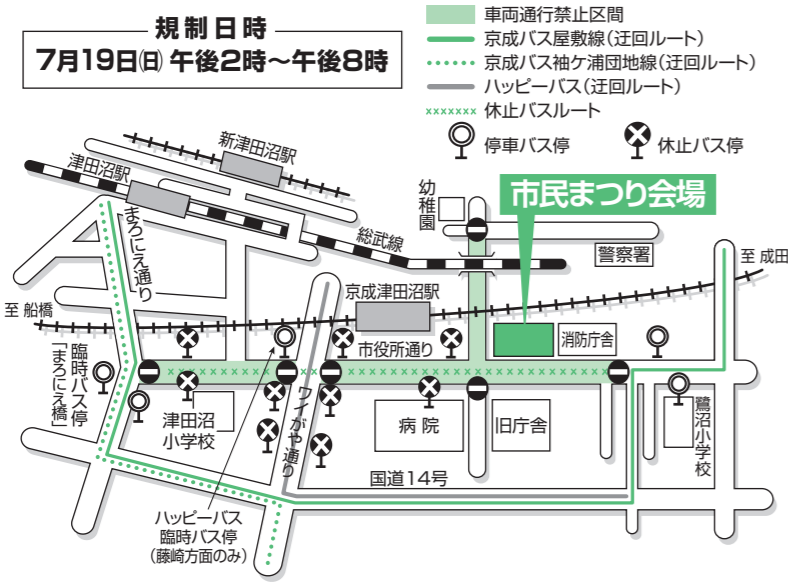 規制日時
7月19日㈰ 午後2時～午後8時
車両通行禁止区間
京成バス屋敷線（迂回ルート）
京成バス袖ケ浦団地線（迂回ルート）
ハッピーバス（迂回ルート）
休止バスルート
停車バス停
休止バス停
新津田沼駅
津田沼駅
まろにえ通り
総武線
幼稚園
市民まつり会場
警察署
至 成田
至 船橋
京成津田沼駅
市役所通り
消防庁舎
臨時バス停
「まろにえ橋」
津田沼
小学校
ワイがや通り
病院
旧庁舎
鷺沼小学校
国道14号
ハッピーバス
臨時バス停
（藤崎方面のみ）